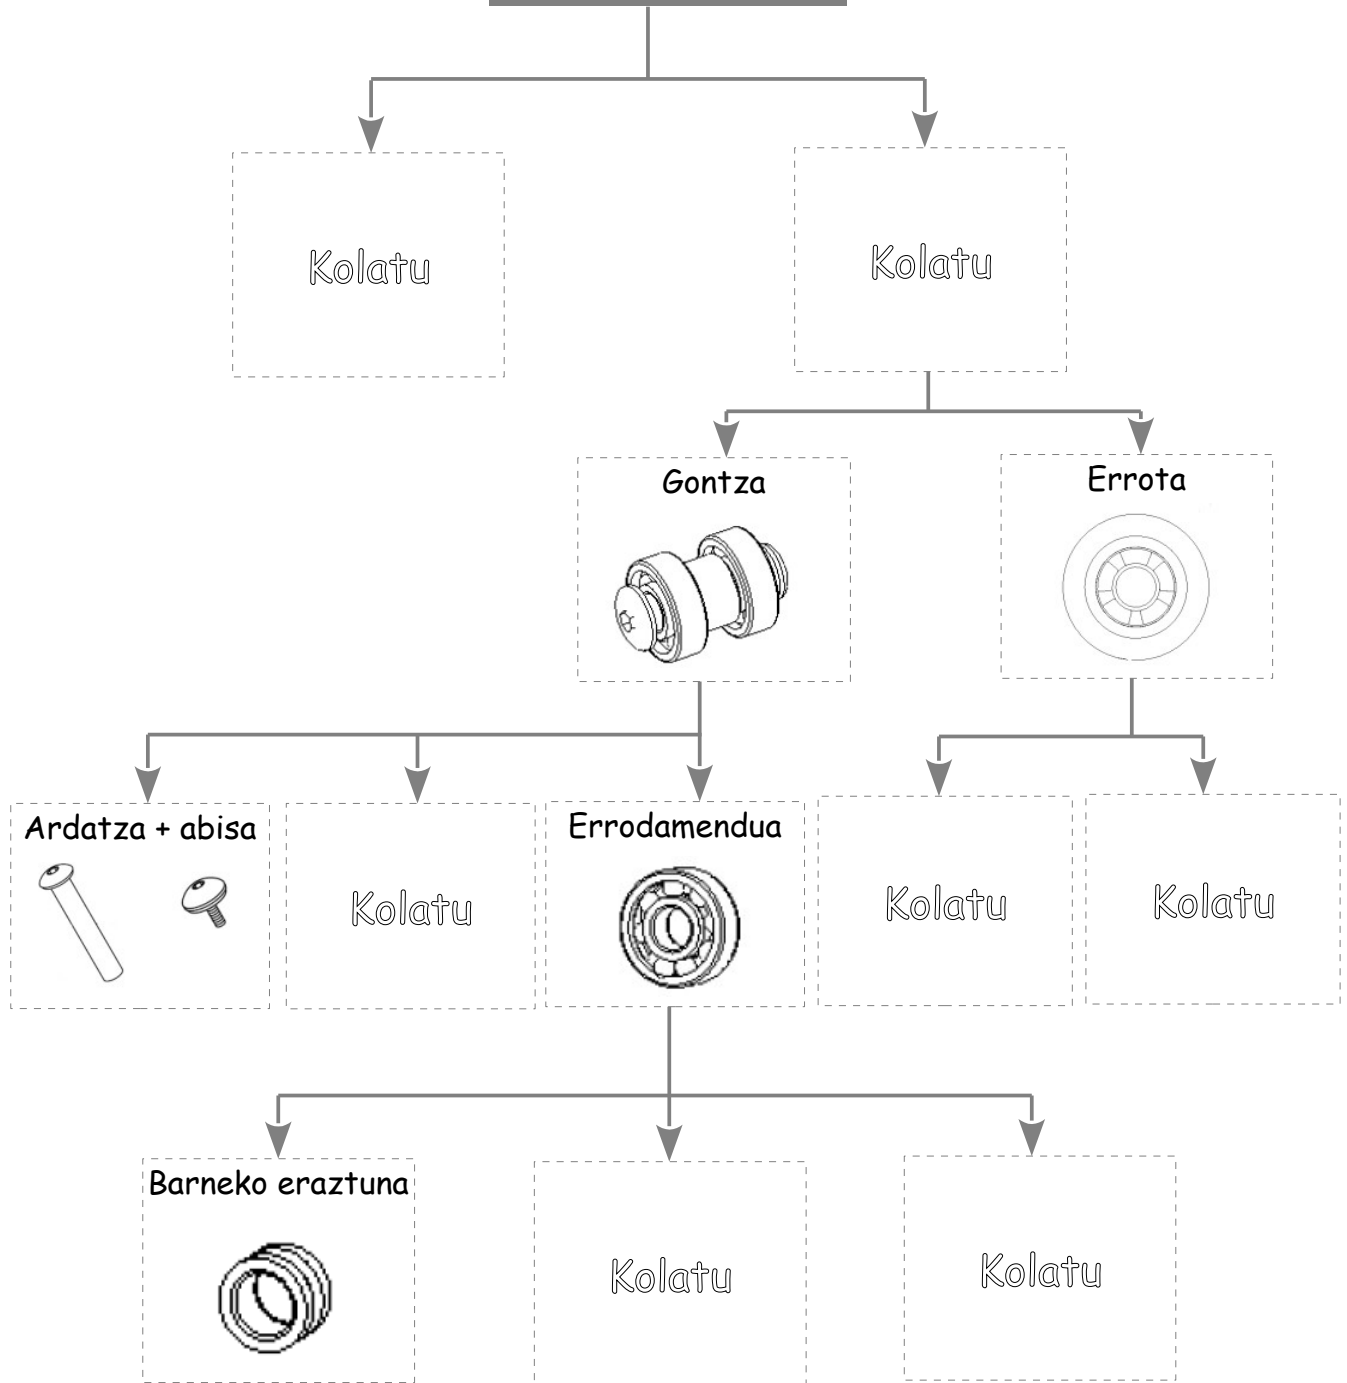 Kolatu
Kolatu
Gontza
Errota
Ardatza + abisa
Kolatu
Errodamendua
Kolatu
Kolatu
Barneko eraztuna
Kolatu
Kolatu